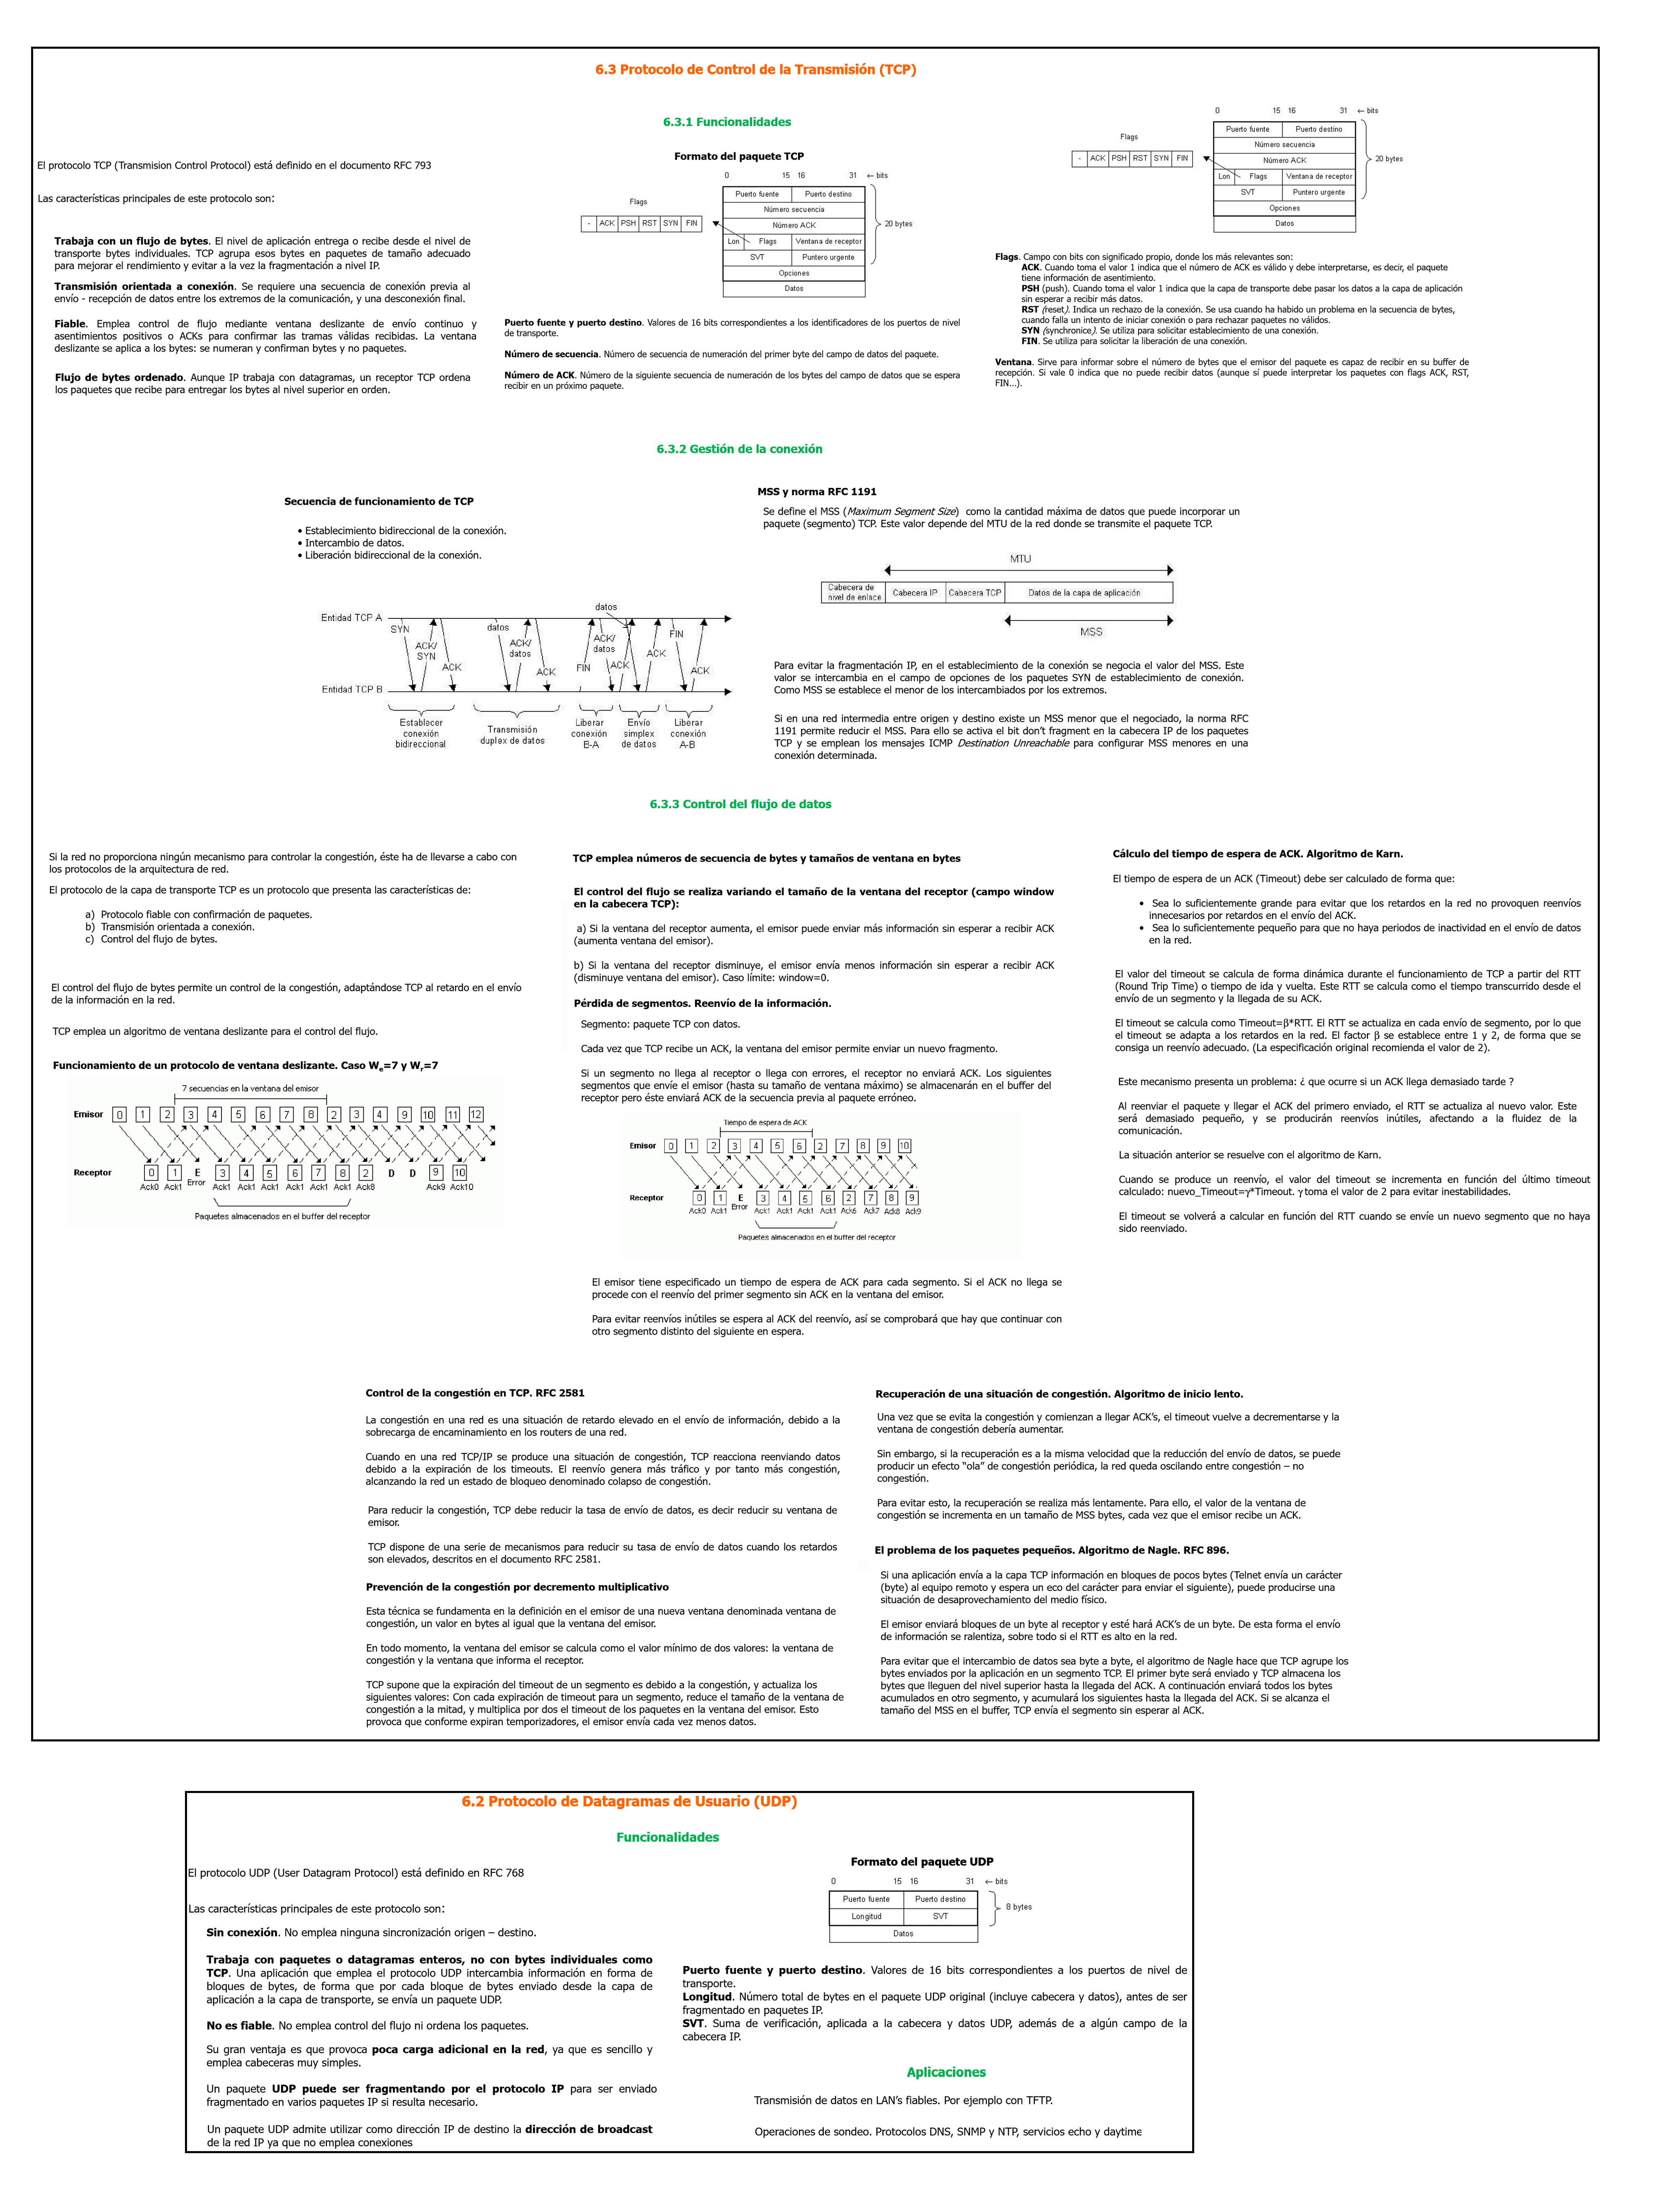 6.3 Protocolo de Control de la Transmisión (TCP)
6.3.1 Funcionalidades
El protocolo TCP (Transmision Control Protocol) está definido en el documento RFC 793
Las características principales de este protocolo son:
Trabaja con un flujo de bytes. El nivel de aplicación entrega o recibe desde el nivel de
transporte bytes individuales. TCP agrupa esos bytes en paquetes de tamaño adecuado
para mejorar el rendimiento y evitar a la vez la fragmentación a nivel IP.
Transmisión orientada a conexión. Se requiere una secuencia de conexión previa al
envío - recepción de datos entre los extremos de la comunicación, y una desconexión final.
Fiable. Emplea control de flujo mediante ventana deslizante de envío continuo y
asentimientos positivos o ACKs para confirmar las tramas válidas recibidas. La ventana
deslizante se aplica a los bytes: se numeran y confirman bytes y no paquetes.
Flujo de bytes ordenado. Aunque IP trabaja con datagramas, un receptor TCP ordena
los paquetes que recibe para entregar los bytes al nivel superior en orden.
Formato del paquete TCP
0 15 16 31 ← bits
Puerto fuente Puerto destino
Número secuencia
Flags
- ACK PSH RST SYN FIN
Número ACK
20 bytes
Lon Flags Ventana de receptor
SVT Puntero urgente
Opciones
Datos
Puerto fuente y puerto destino. Valores de 16 bits correspondientes a los identificadores de los puertos de nivel
de transporte.
Número de secuencia. Número de secuencia de numeración del primer byte del campo de datos del paquete.
Número de ACK. Número de la siguiente secuencia de numeración de los bytes del campo de datos que se espera
recibir en un próximo paquete.
0 15 16 31 ← bits
Puerto fuente Puerto destino
Número secuencia
Flags
- ACK PSH RST SYN FIN
Número ACK
20 bytes
Lon Flags Ventana de receptor
SVT Puntero urgente
Opciones
Datos
Flags. Campo con bits con significado propio, donde los más relevantes son:
ACK. Cuando toma el valor 1 indica que el número de ACK es válido y debe interpretarse, es decir, el paquete
tiene información de asentimiento.
PSH (push). Cuando toma el valor 1 indica que la capa de transporte debe pasar los datos a la capa de aplicación
sin esperar a recibir más datos.
RST (reset). Indica un rechazo de la conexión. Se usa cuando ha habido un problema en la secuencia de bytes,
cuando falla un intento de iniciar conexión o para rechazar paquetes no válidos.
SYN (synchronice). Se utiliza para solicitar establecimiento de una conexión.
FIN. Se utiliza para solicitar la liberación de una conexión.
Ventana. Sirve para informar sobre el número de bytes que el emisor del paquete es capaz de recibir en su buffer de
recepción. Si vale 0 indica que no puede recibir datos (aunque sí puede interpretar los paquetes con flags ACK, RST,
FIN...).
6.3.2 Gestión de la conexión
Secuencia de funcionamiento de TCP
• Establecimiento bidireccional de la conexión.
• Intercambio de datos.
• Liberación bidireccional de la conexión.
Entidad TCP A
SYN
ACK/
SYN
ACK
datos
ACK/
datos
ACK
FIN
ACK/
datos
datos
ACK
ACK
FIN
ACK
Entidad TCP B
Establecer
conexión
bidireccional
Transmisión
duplex de datos
Liberar
conexión
B-A
Envío
simplex
de datos
Liberar
conexión
A-B
MSS y norma RFC 1191
Se define el MSS (Maximum Segment Size) como la cantidad máxima de datos que puede incorporar un
paquete (segmento) TCP. Este valor depende del MTU de la red donde se transmite el paquete TCP.
MTU
Cabecera de
nivel de enlace
Cabecera IP Cabecera TCP Datos de la capa de aplicación
MSS
Para evitar la fragmentación IP, en el establecimiento de la conexión se negocia el valor del MSS. Este
valor se intercambia en el campo de opciones de los paquetes SYN de establecimiento de conexión.
Como MSS se establece el menor de los intercambiados por los extremos.
Si en una red intermedia entre origen y destino existe un MSS menor que el negociado, la norma RFC
1191 permite reducir el MSS. Para ello se activa el bit don't fragment en la cabecera IP de los paquetes
TCP y se emplean los mensajes ICMP Destination Unreachable para configurar MSS menores en una
conexión determinada.
6.3.3 Control del flujo de datos
Si la red no proporciona ningún mecanismo para controlar la congestión, éste ha de llevarse a cabo con
los protocolos de la arquitectura de red.
El protocolo de la capa de transporte TCP es un protocolo que presenta las características de:
a) Protocolo fiable con confirmación de paquetes.
b) Transmisión orientada a conexión.
c) Control del flujo de bytes.
El control del flujo de bytes permite un control de la congestión, adaptándose TCP al retardo en el envío
de la información en la red.
TCP emplea un algoritmo de ventana deslizante para el control del flujo.
Funcionamiento de un protocolo de ventana deslizante. Caso We=7 y Wr=7
7 secuencias en la ventana del emisor
Emisor 0 1 2 3 4 5 6 7 8 2 3 4 9 10 11 12
Receptor 0 1 E 3 4 5 6 7 8 2 D D 9 10
Ack0 Ack1 Error Ack1 Ack1 Ack1 Ack1 Ack1 Ack1 Ack8 Ack9 Ack10
Paquetes almacenados en el buffer del receptor
TCP emplea números de secuencia de bytes y tamaños de ventana en bytes
El control del flujo se realiza variando el tamaño de la ventana del receptor (campo window
en la cabecera TCP):
a) Si la ventana del receptor aumenta, el emisor puede enviar más información sin esperar a recibir ACK
(aumenta ventana del emisor).
b) Si la ventana del receptor disminuye, el emisor envía menos información sin esperar a recibir ACK
(disminuye ventana del emisor). Caso límite: window=0.
Pérdida de segmentos. Reenvío de la información.
Segmento: paquete TCP con datos.
Cada vez que TCP recibe un ACK, la ventana del emisor permite enviar un nuevo fragmento.
Si un segmento no llega al receptor o llega con errores, el receptor no enviará ACK. Los siguientes
segmentos que envíe el emisor (hasta su tamaño de ventana máximo) se almacenarán en el buffer del
receptor pero éste enviará ACK de la secuencia previa al paquete erróneo.
Tiempo de espera de ACK
Emisor 0 1 2 3 4 5 6 2 7 8 9 10
Receptor 0 1 E 3 4 5 6 2 7 8 9
Ack0 Ack1 Error Ack1 Ack1 Ack1 Ack1 Ack6 Ack7 Ack8 Ack9
Paquetes almacenados en el buffer del receptor
El emisor tiene especificado un tiempo de espera de ACK para cada segmento. Si el ACK no llega se
procede con el reenvío del primer segmento sin ACK en la ventana del emisor.
Para evitar reenvíos inútiles se espera al ACK del reenvío, así se comprobará que hay que continuar con
otro segmento distinto del siguiente en espera.
Cálculo del tiempo de espera de ACK. Algoritmo de Karn.
El tiempo de espera de un ACK (Timeout) debe ser calculado de forma que:
• Sea lo suficientemente grande para evitar que los retardos en la red no provoquen reenvíos
innecesarios por retardos en el envío del ACK.
• Sea lo suficientemente pequeño para que no haya periodos de inactividad en el envío de datos
en la red.
El valor del timeout se calcula de forma dinámica durante el funcionamiento de TCP a partir del RTT
(Round Trip Time) o tiempo de ida y vuelta. Este RTT se calcula como el tiempo transcurrido desde el
envío de un segmento y la llegada de su ACK.
El timeout se calcula como Timeout=β*RTT. El RTT se actualiza en cada envío de segmento, por lo que
el timeout se adapta a los retardos en la red. El factor β se establece entre 1 y 2, de forma que se
consiga un reenvío adecuado. (La especificación original recomienda el valor de 2).
Este mecanismo presenta un problema: ¿ que ocurre si un ACK llega demasiado tarde ?
Al reenviar el paquete y llegar el ACK del primero enviado, el RTT se actualiza al nuevo valor. Este
será demasiado pequeño, y se producirán reenvíos inútiles, afectando a la fluidez de la
comunicación.
La situación anterior se resuelve con el algoritmo de Karn.
Cuando se produce un reenvío, el valor del timeout se incrementa en función del último timeout
calculado: nuevo_Timeout=γ*Timeout. γ toma el valor de 2 para evitar inestabilidades.
El timeout se volverá a calcular en función del RTT cuando se envíe un nuevo segmento que no haya
sido reenviado.
Control de la congestión en TCP. RFC 2581
La congestión en una red es una situación de retardo elevado en el envío de información, debido a la
sobrecarga de encaminamiento en los routers de una red.
Cuando en una red TCP/IP se produce una situación de congestión, TCP reacciona reenviando datos
debido a la expiración de los timeouts. El reenvío genera más tráfico y por tanto más congestión,
alcanzando la red un estado de bloqueo denominado colapso de congestión.
Para reducir la congestión, TCP debe reducir la tasa de envío de datos, es decir reducir su ventana de
emisor.
TCP dispone de una serie de mecanismos para reducir su tasa de envío de datos cuando los retardos
son elevados, descritos en el documento RFC 2581.
Prevención de la congestión por decremento multiplicativo
Esta técnica se fundamenta en la definición en el emisor de una nueva ventana denominada ventana de
congestión, un valor en bytes al igual que la ventana del emisor.
En todo momento, la ventana del emisor se calcula como el valor mínimo de dos valores: la ventana de
congestión y la ventana que informa el receptor.
TCP supone que la expiración del timeout de un segmento es debido a la congestión, y actualiza los
siguientes valores: Con cada expiración de timeout para un segmento, reduce el tamaño de la ventana de
congestión a la mitad, y multiplica por dos el timeout de los paquetes en la ventana del emisor. Esto
provoca que conforme expiran temporizadores, el emisor envía cada vez menos datos.
Recuperación de una situación de congestión. Algoritmo de inicio lento.
Una vez que se evita la congestión y comienzan a llegar ACK's, el timeout vuelve a decrementarse y la
ventana de congestión debería aumentar.
Sin embargo, si la recuperación es a la misma velocidad que la reducción del envío de datos, se puede
producir un efecto "ola" de congestión periódica, la red queda oscilando entre congestión – no
congestión.
Para evitar esto, la recuperación se realiza más lentamente. Para ello, el valor de la ventana de
congestión se incrementa en un tamaño de MSS bytes, cada vez que el emisor recibe un ACK.
El problema de los paquetes pequeños. Algoritmo de Nagle. RFC 896.
Si una aplicación envía a la capa TCP información en bloques de pocos bytes (Telnet envía un carácter
(byte) al equipo remoto y espera un eco del carácter para enviar el siguiente), puede producirse una
situación de desaprovechamiento del medio físico.
El emisor enviará bloques de un byte al receptor y esté hará ACK's de un byte. De esta forma el envío
de información se ralentiza, sobre todo si el RTT es alto en la red.
Para evitar que el intercambio de datos sea byte a byte, el algoritmo de Nagle hace que TCP agrupe los
bytes enviados por la aplicación en un segmento TCP. El primer byte será enviado y TCP almacena los
bytes que lleguen del nivel superior hasta la llegada del ACK. A continuación enviará todos los bytes
acumulados en otro segmento, y acumulará los siguientes hasta la llegada del ACK. Si se alcanza el
tamaño del MSS en el buffer, TCP envía el segmento sin esperar al ACK.
6.2 Protocolo de Datagramas de Usuario (UDP)
Funcionalidades
El protocolo UDP (User Datagram Protocol) está definido en RFC 768
Las características principales de este protocolo son:
Sin conexión. No emplea ninguna sincronización origen – destino.
Trabaja con paquetes o datagramas enteros, no con bytes individuales como
TCP. Una aplicación que emplea el protocolo UDP intercambia información en forma de
bloques de bytes, de forma que por cada bloque de bytes enviado desde la capa de
aplicación a la capa de transporte, se envía un paquete UDP.
No es fiable. No emplea control del flujo ni ordena los paquetes.
Su gran ventaja es que provoca poca carga adicional en la red, ya que es sencillo y
emplea cabeceras muy simples.
Un paquete UDP puede ser fragmentando por el protocolo IP para ser enviado
fragmentado en varios paquetes IP si resulta necesario.
Un paquete UDP admite utilizar como dirección IP de destino la dirección de broadcast
de la red IP ya que no emplea conexiones
Formato del paquete UDP
0 15 16 31 ← bits
Puerto fuente Puerto destino
8 bytes
Longitud SVT
Datos
Puerto fuente y puerto destino. Valores de 16 bits correspondientes a los puertos de nivel de
transporte.
Longitud. Número total de bytes en el paquete UDP original (incluye cabecera y datos), antes de ser
fragmentado en paquetes IP.
SVT. Suma de verificación, aplicada a la cabecera y datos UDP, además de a algún campo de la
cabecera IP.
Aplicaciones
Transmisión de datos en LAN's fiables. Por ejemplo con TFTP.
Operaciones de sondeo. Protocolos DNS, SNMP y NTP, servicios echo y daytime